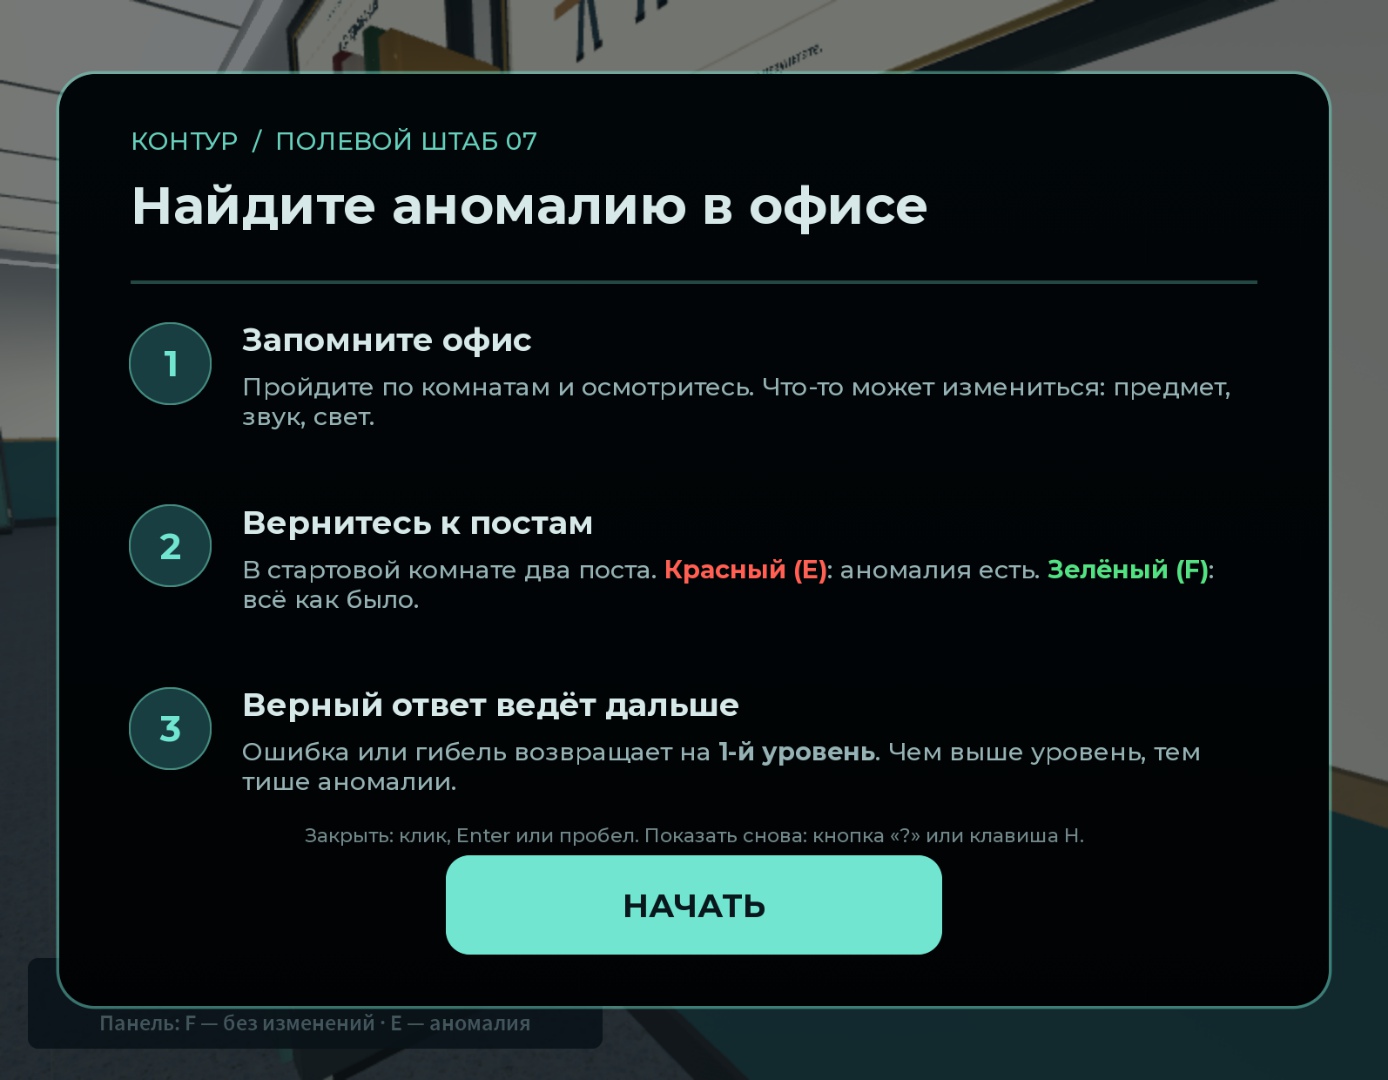 КОНТУР / ПОЛЕВОЙ ШТАБ 07
Найдите аномалию в офисе
1
Запомните офис
Пройдите по комнатам и осмотритесь. Что-то может измениться: предмет,
звук, свет.
2
Вернитесь к постам
В стартовой комнате два поста. Красный (E): аномалия есть. Зелёный (F):
всё как было.
3
Верный ответ ведёт дальше
Ошибка или гибель возвращает на 1-й уровень. Чем выше уровень, тем
тише аномалии.
Закрыть: клик, Enter или пробел. Показать снова: кнопка «?» или клавиша H.
НАЧАТЬ
Панель: F — без изменений · E — аномалия